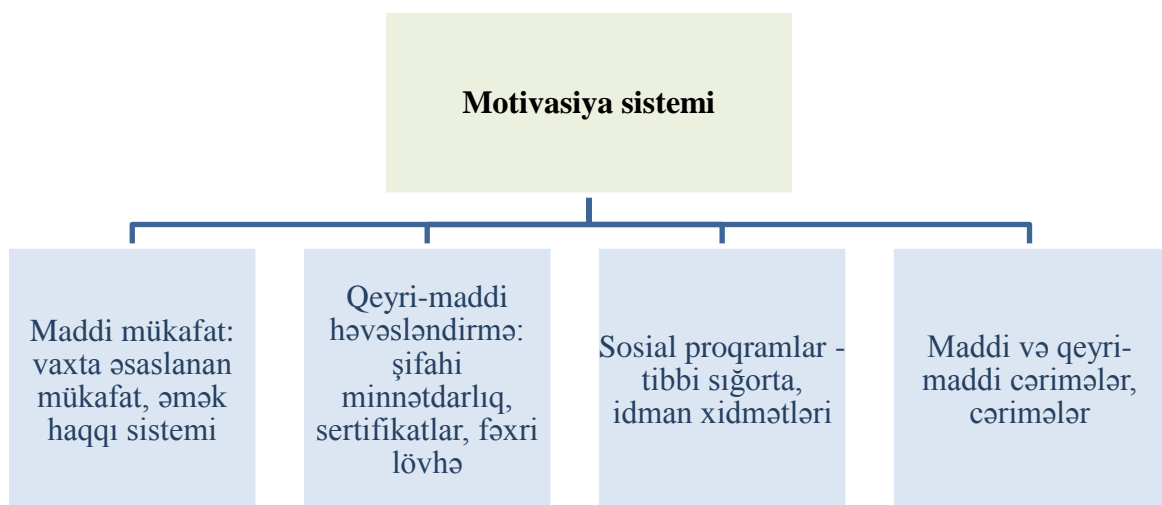 Motivasiya sistemi
Maddi mükafat:
vaxta əsaslanan
mükafat, əmək
haqqı sistemi
Qeyri-maddi
həvəsləndirmə:
şifahi
minnətdarlıq,
sertifikatlar, fəxri
lövhə
Sosial proqramlar -
tibbi sığorta,
idman xidmətləri
Maddi və qeyri-
maddi cərimələr,
cərimələr